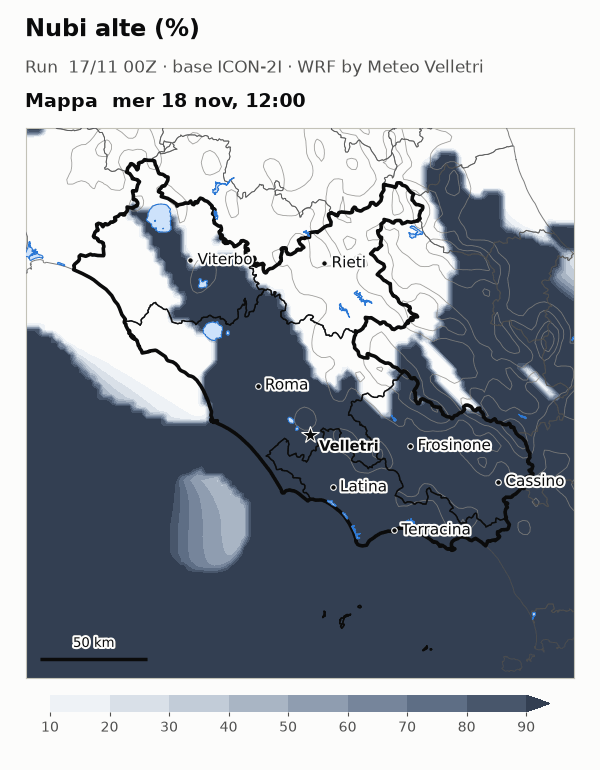 Nubi alte (%)
Run  17/11 00Z · base ICON-2I · WRF by Meteo Velletri
Mappa  mer 18 nov, 12:00
Viterbo
Rieti
Roma
Velletri
Frosinone
Cassino
Latina
Terracina
50 km
10 20 30 40 50 60 70 80 90